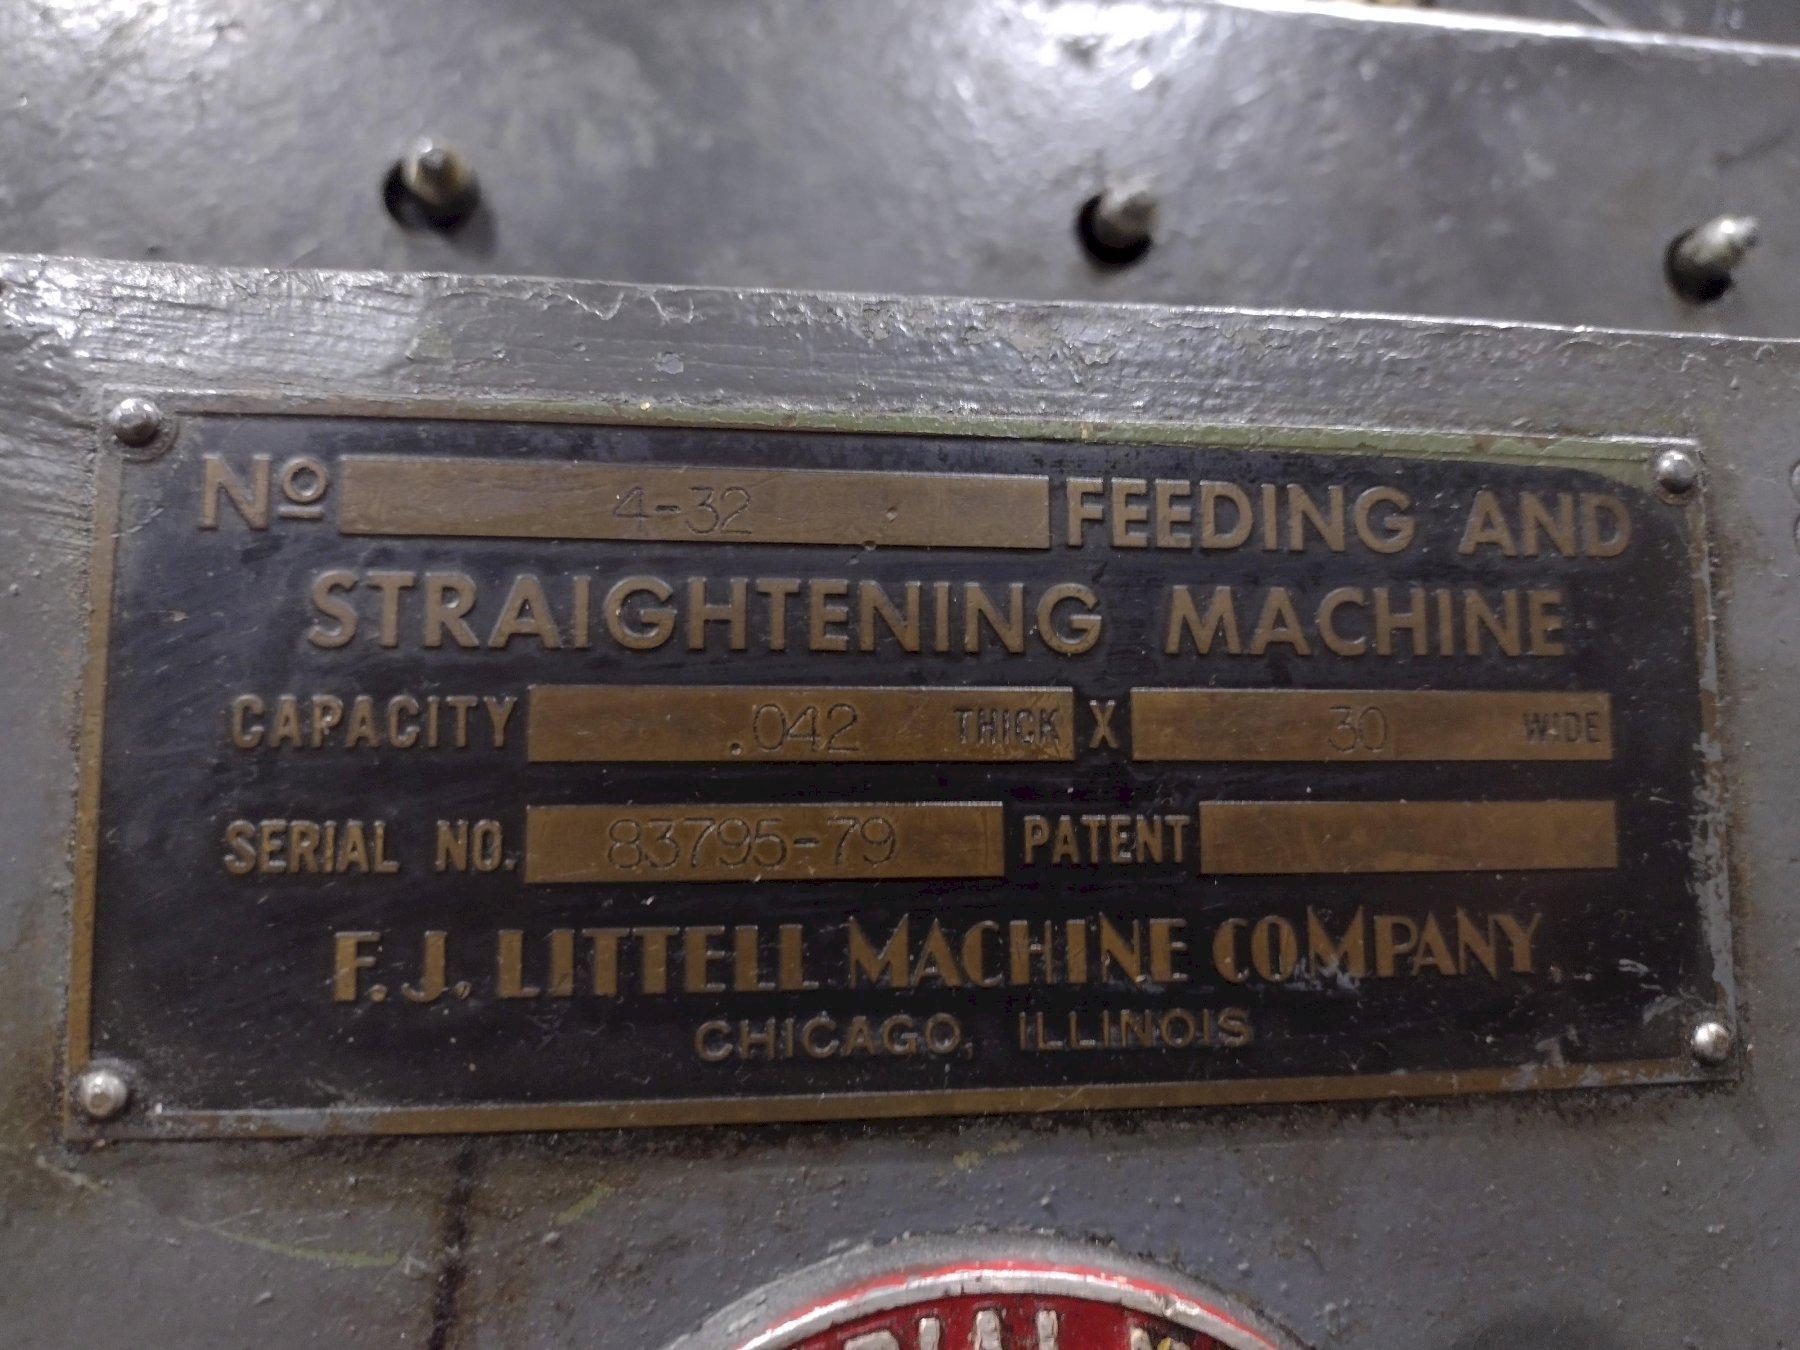 Nº 4-32 FEEDING AND
STRAIGHTENING MACHINE
CAPACITY .042 THICK X 30 WIDE
SERIAL NO. 83795-79 PATENT
F.J. LITTELL MACHINE COMPANY,
CHICAGO, ILLINOIS